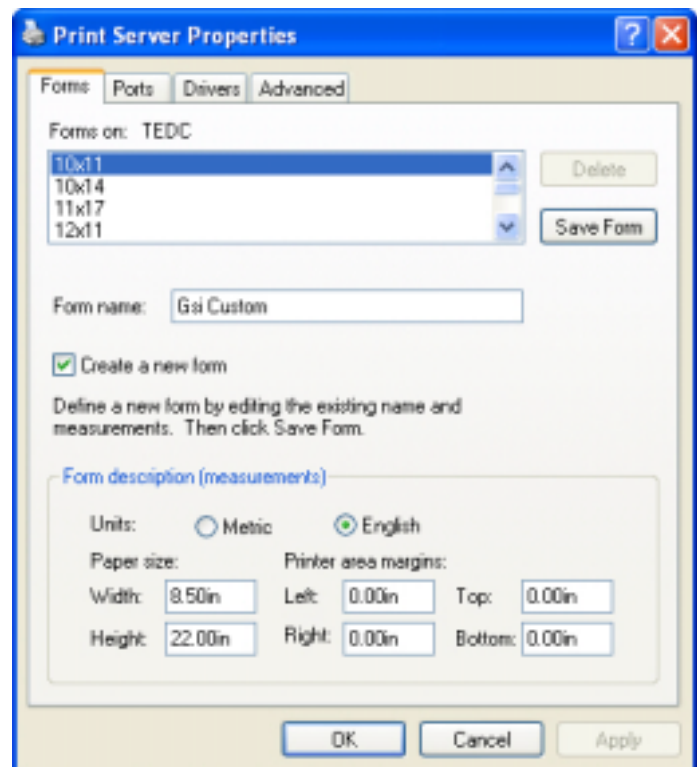 Print Server Properties
Forms Ports Drivers Advanced
Forms on: TEDC
10x11
10x14
11x17
12x11
Delete
Save Form
Form name: Gsi Custom
Create a new form
Define a new form by editing the existing name and
measurements. Then click Save Form.
Form description (measurements)
Units: Metric English
Paper size: Printer area margins:
Width: 8.50in Left: 0.00in Top: 0.00in
Height: 22.00in Right: 0.00in Bottom: 0.00in
OK Cancel Apply